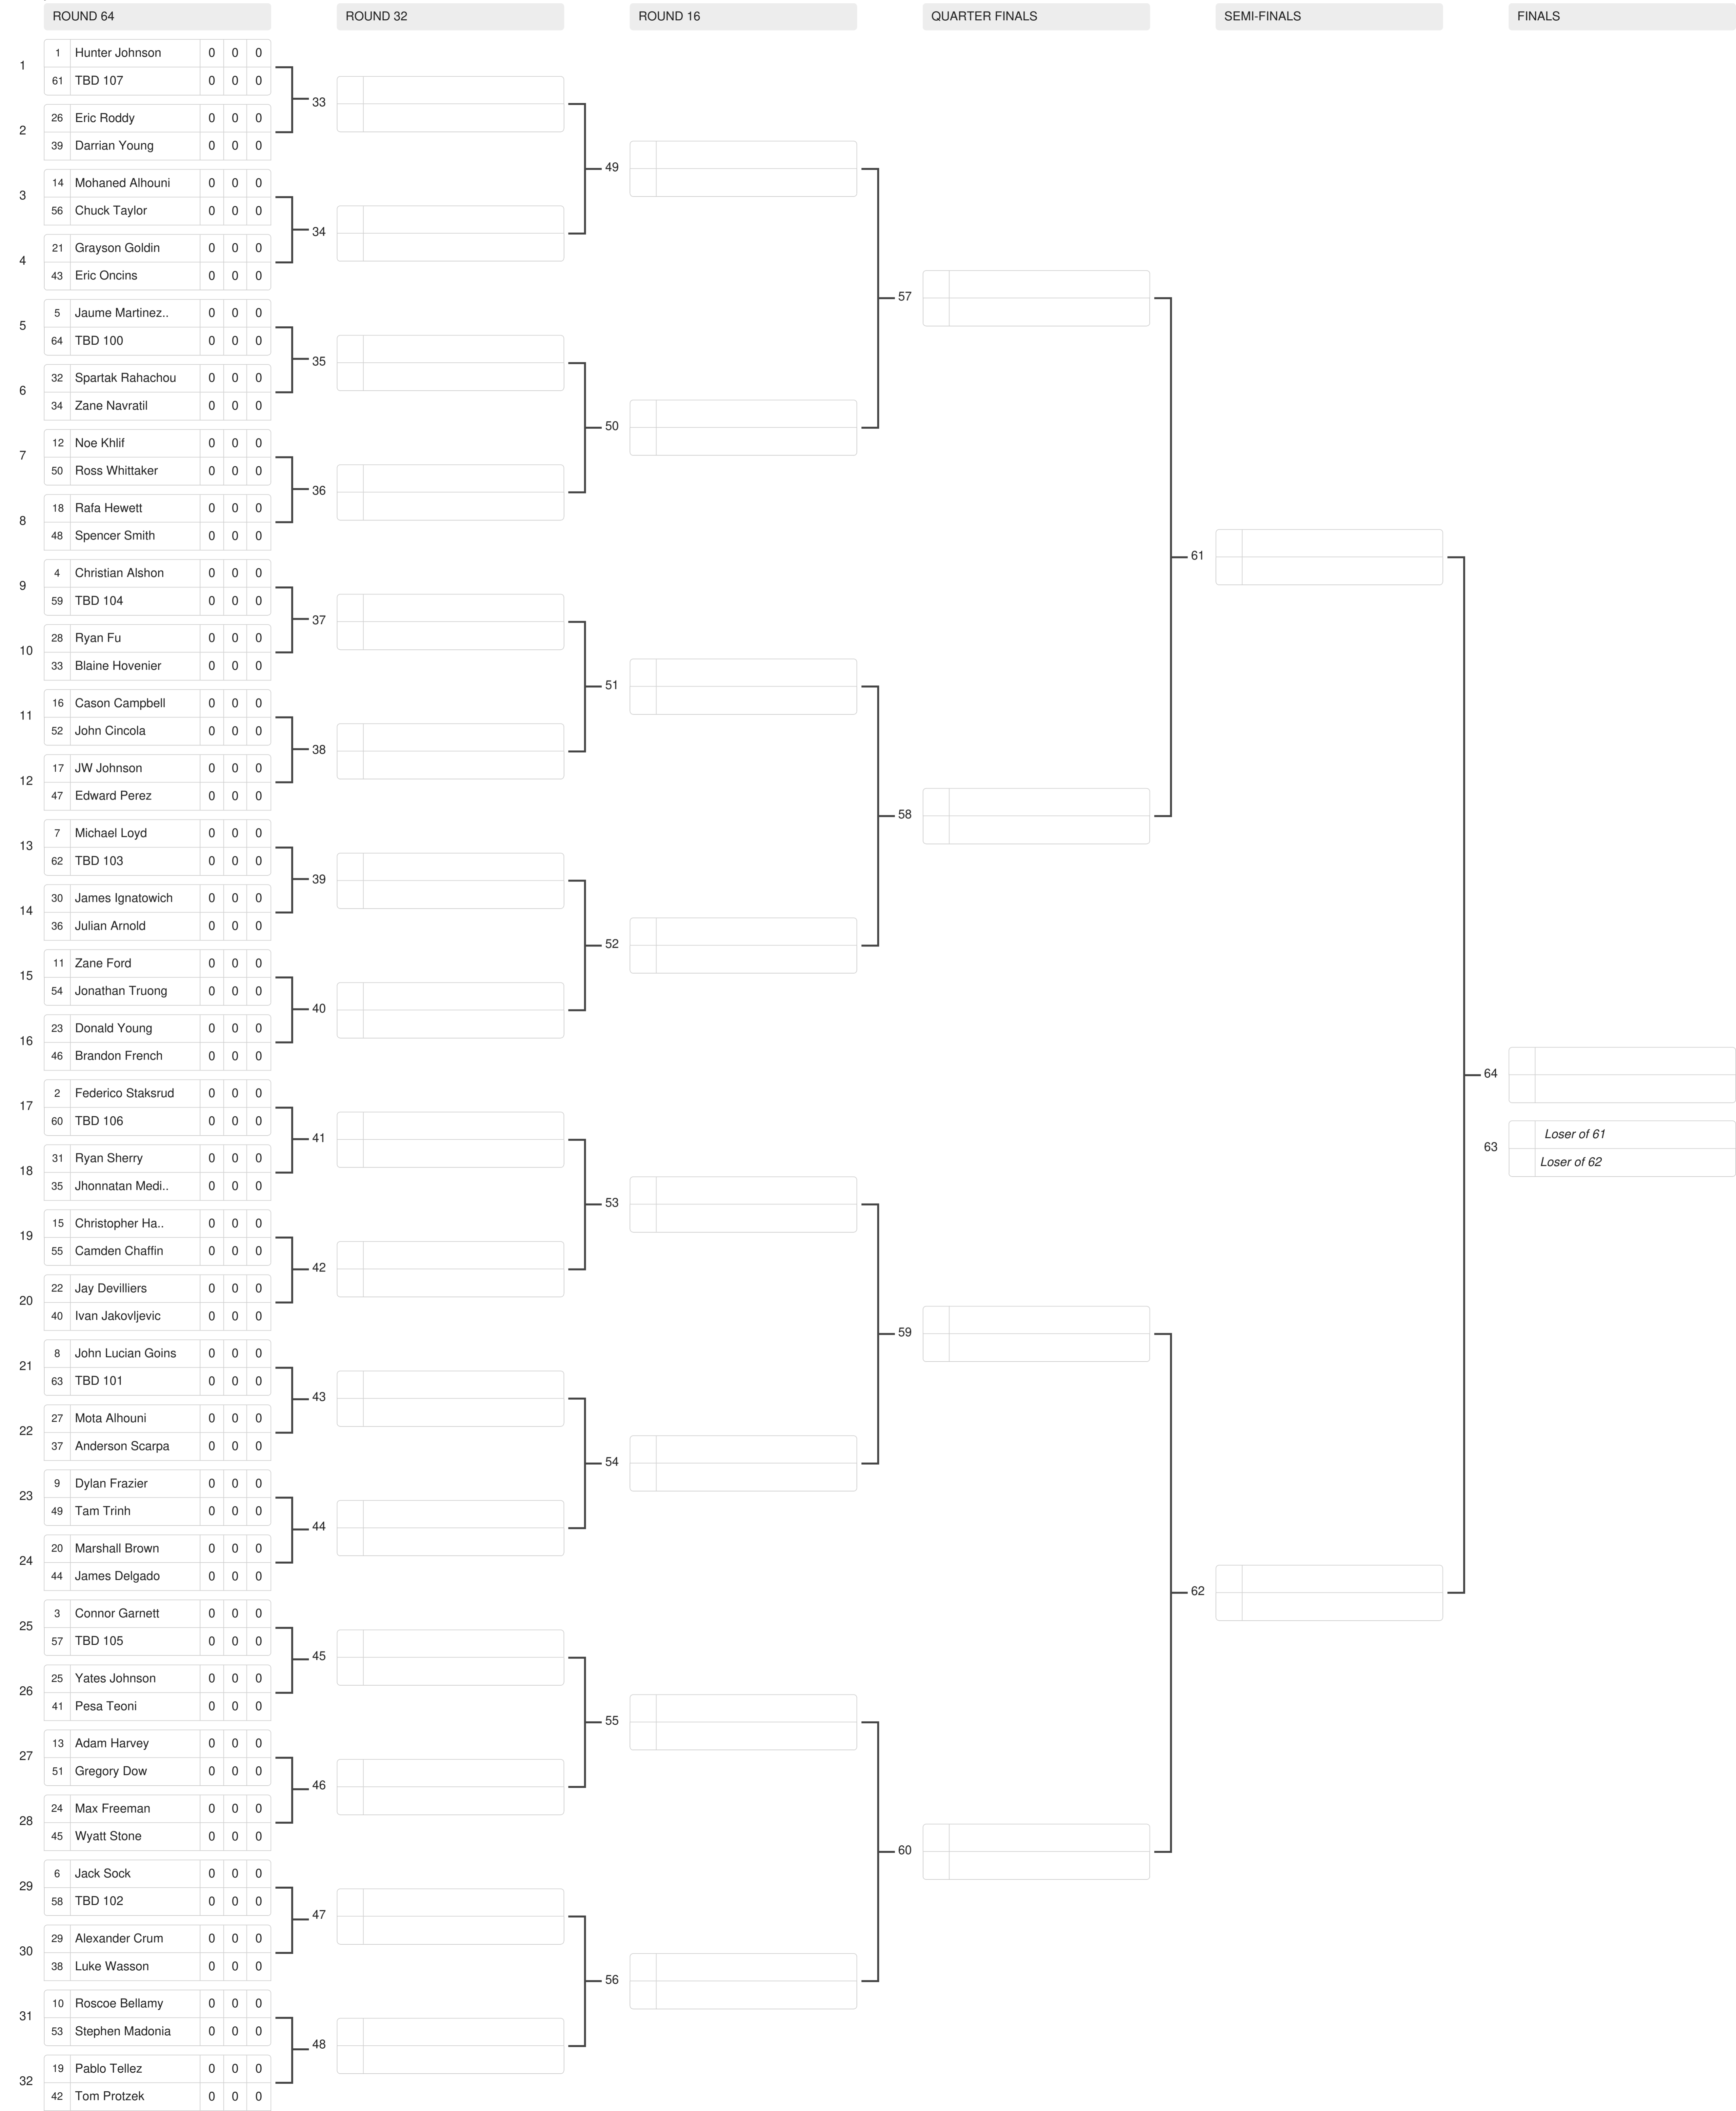 ROUND 64 ROUND 32 ROUND 16 QUARTER FINALS SEMI-FINALS FINALS
1
1 Hunter Johnson 0 0 0
61 TBD 107 0 0 0
2
26 Eric Roddy 0 0 0
39 Darrian Young 0 0 0
3
14 Mohaned Alhouni 0 0 0
56 Chuck Taylor 0 0 0
4
21 Grayson Goldin 0 0 0
43 Eric Oncins 0 0 0
5
5 Jaume Martinez.. 0 0 0
64 TBD 100 0 0 0
6
32 Spartak Rahachou 0 0 0
34 Zane Navratil 0 0 0
7
12 Noe Khlif 0 0 0
50 Ross Whittaker 0 0 0
8
18 Rafa Hewett 0 0 0
48 Spencer Smith 0 0 0
9
4 Christian Alshon 0 0 0
59 TBD 104 0 0 0
10
28 Ryan Fu 0 0 0
33 Blaine Hovenier 0 0 0
11
16 Cason Campbell 0 0 0
52 John Cincola 0 0 0
12
17 JW Johnson 0 0 0
47 Edward Perez 0 0 0
13
7 Michael Loyd 0 0 0
62 TBD 103 0 0 0
14
30 James Ignatowich 0 0 0
36 Julian Arnold 0 0 0
15
11 Zane Ford 0 0 0
54 Jonathan Truong 0 0 0
16
23 Donald Young 0 0 0
46 Brandon French 0 0 0
17
2 Federico Staksrud 0 0 0
60 TBD 106 0 0 0
18
31 Ryan Sherry 0 0 0
35 Jhonnatan Medi.. 0 0 0
19
15 Christopher Ha.. 0 0 0
55 Camden Chaffin 0 0 0
20
22 Jay Devilliers 0 0 0
40 Ivan Jakovljevic 0 0 0
21
8 John Lucian Goins 0 0 0
63 TBD 101 0 0 0
22
27 Mota Alhouni 0 0 0
37 Anderson Scarpa 0 0 0
23
9 Dylan Frazier 0 0 0
49 Tam Trinh 0 0 0
24
20 Marshall Brown 0 0 0
44 James Delgado 0 0 0
25
3 Connor Garnett 0 0 0
57 TBD 105 0 0 0
26
25 Yates Johnson 0 0 0
41 Pesa Teoni 0 0 0
27
13 Adam Harvey 0 0 0
51 Gregory Dow 0 0 0
28
24 Max Freeman 0 0 0
45 Wyatt Stone 0 0 0
29
6 Jack Sock 0 0 0
58 TBD 102 0 0 0
30
29 Alexander Crum 0 0 0
38 Luke Wasson 0 0 0
31
10 Roscoe Bellamy 0 0 0
53 Stephen Madonia 0 0 0
32
19 Pablo Tellez 0 0 0
42 Tom Protzek 0 0 0
33
34
35
36
37
38
39
40
41
42
43
44
45
46
47
48
49
50
51
52
53
54
55
56
57
58
59
60
61
62
64
63
Loser of 61
Loser of 62